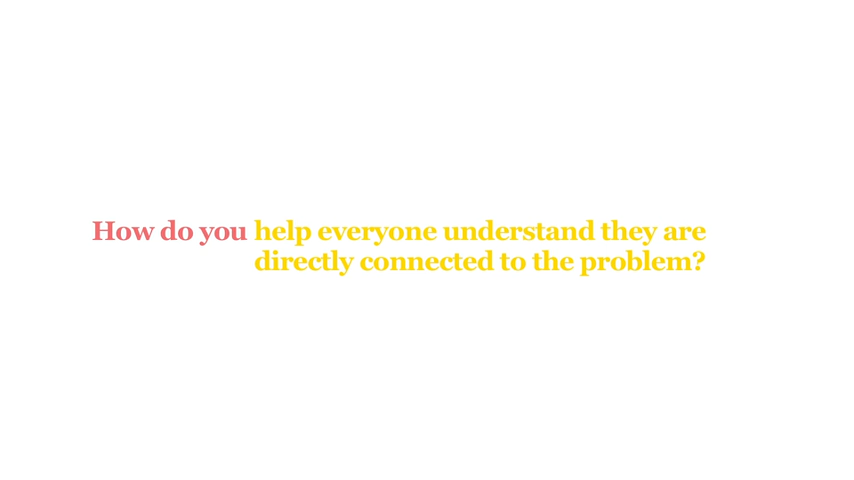 How do you help everyone understand they are
directly connected to the problem?